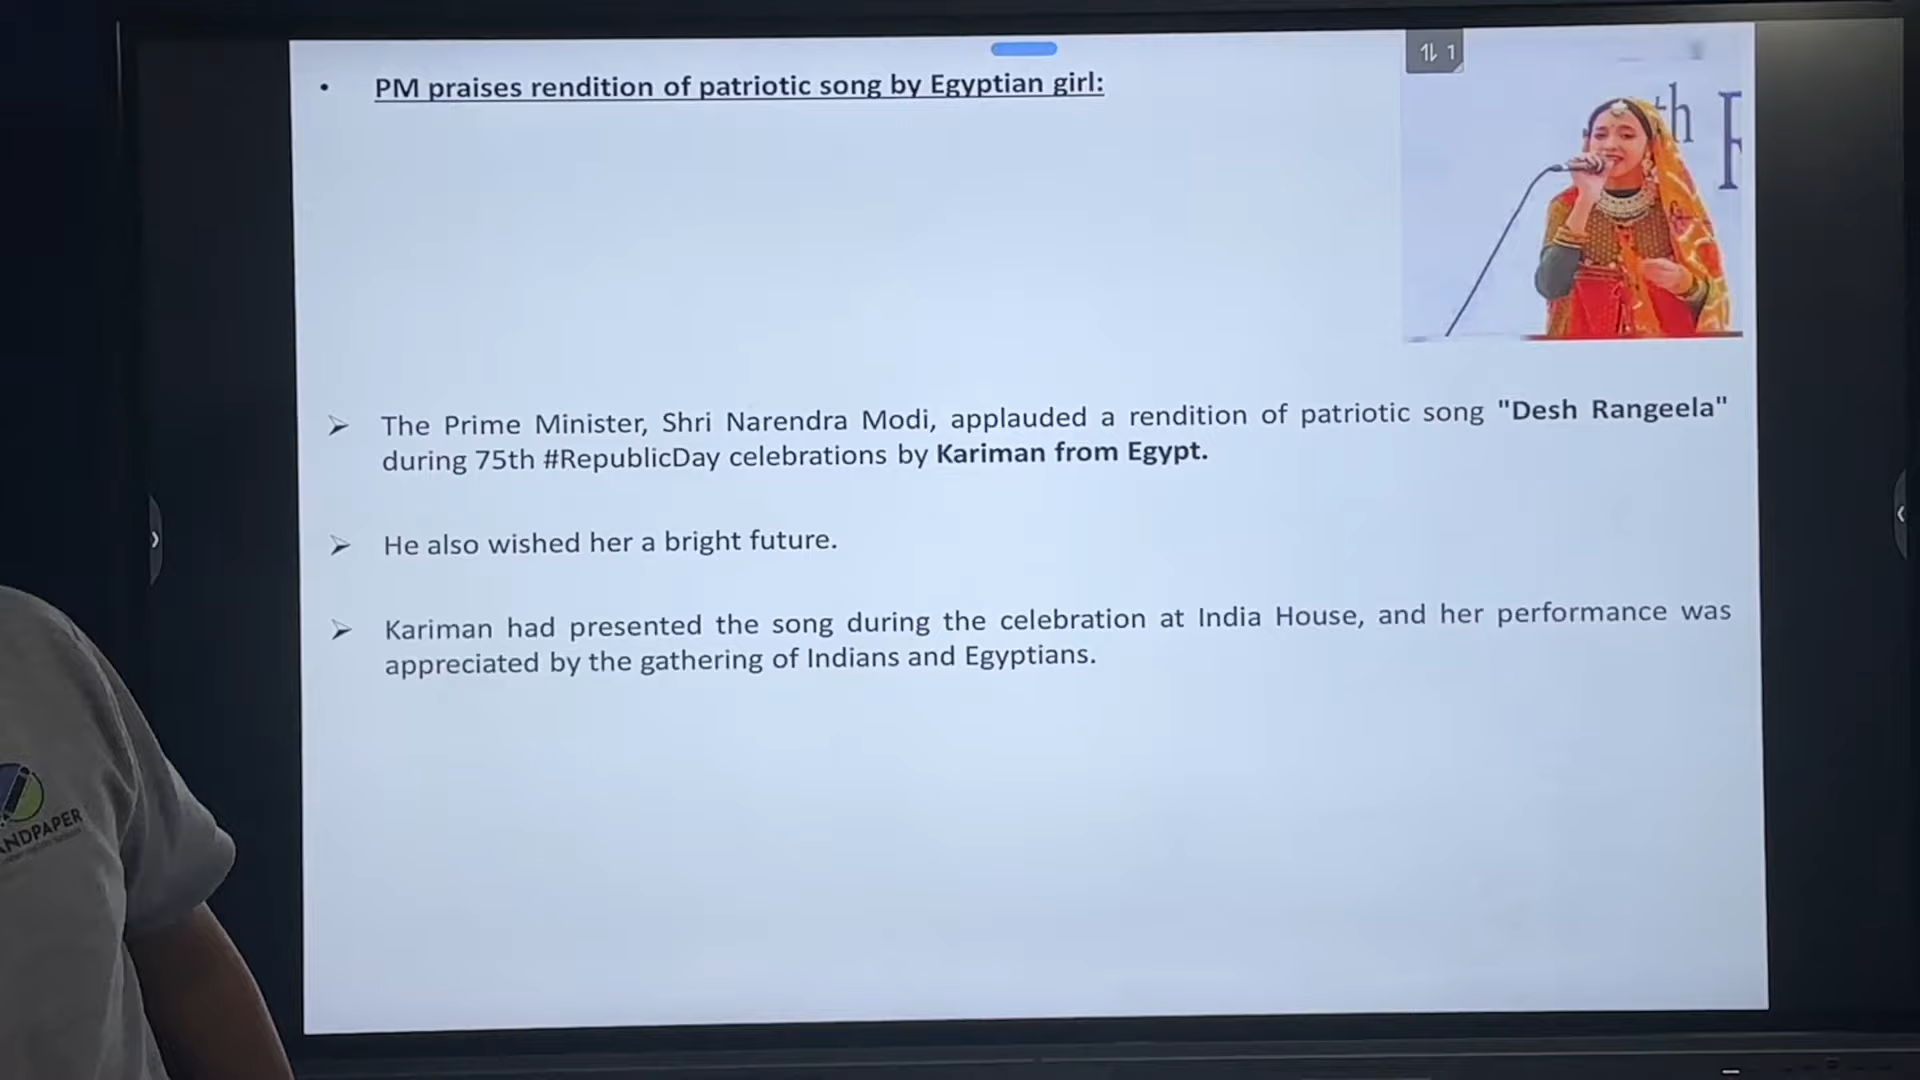 • PM praises rendition of patriotic song by Egyptian girl:
1
th
➢ The Prime Minister, Shri Narendra Modi, applauded a rendition of patriotic song "Desh Rangeela"
during 75th #RepublicDay celebrations by Kariman from Egypt.
➢ He also wished her a bright future.
➢ Kariman had presented the song during the celebration at India House, and her performance was
appreciated by the gathering of Indians and Egyptians.
NDPAPER